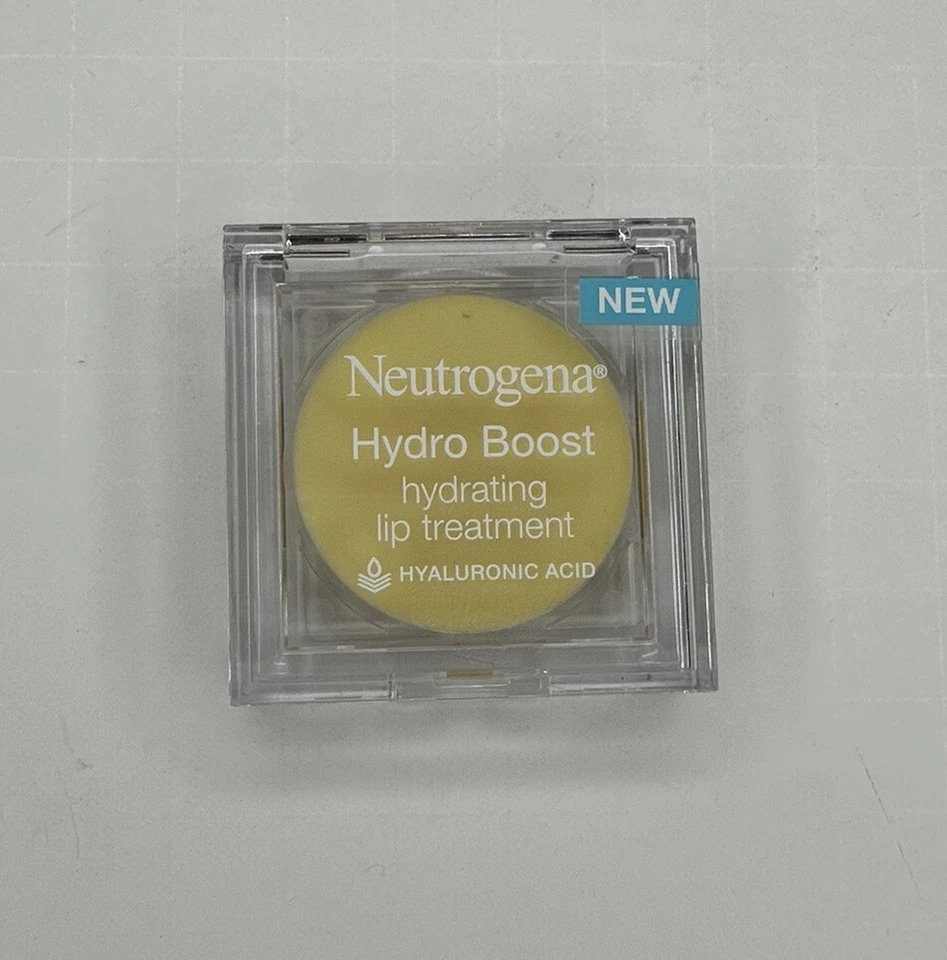 NEW
Neutrogena®
Hydro Boost
hydrating
lip treatment
HYALURONIC ACID